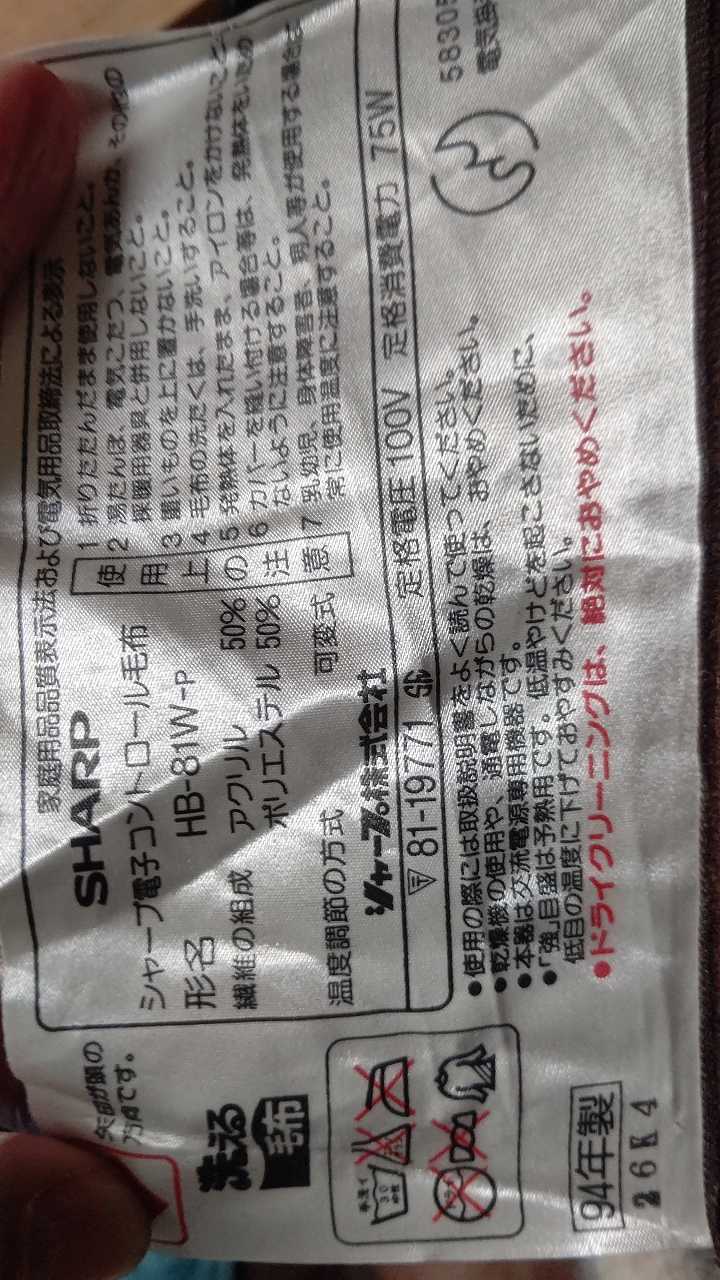 家庭用品品質表示法および電気用品取締法による表示
SHARP
シャープ電子コントロール毛布
形名 HB-81W-P
繊維の組成 アクリル 50%
ポリエステル 50%
温度調節の方式 可変式
シャープ株式会社
使用上の注意
1 折りたたんだまま使用しないこと。
2 湯たんぽ、電気こたつ、電気あんか、その他の
採暖用器具と併用しないこと。
3 重いものを上に置かないこと。
4 毛布の洗たくは、手洗いすること。
5 発熱体を入れたまま、アイロンをかけないこと
6 カバーを縫い付ける場合等は、発熱体をいため
ないように注意すること。
7 乳幼児、身体障害者、病人等が使用する場合は
常に使用温度に注意すること。
81-19771 定格電圧 100V 定格消費電力 75W
●使用の際には取扱説明書をよく読んで使ってください。
●乾燥機の使用や、通電しながらの乾燥は、おやめください。
●本器は交流電源専用機器です。
●「強」目盛は予熱用です。低温やけどを起こさないために、
低目の温度に下げておやすみください。
●ドライクリーニングは、絶対におやめください。
58305
電気掛
矢印が頭の
方向です。
洗える
毛布
手洗イ
30
中性
ドライ
94年製
26K4